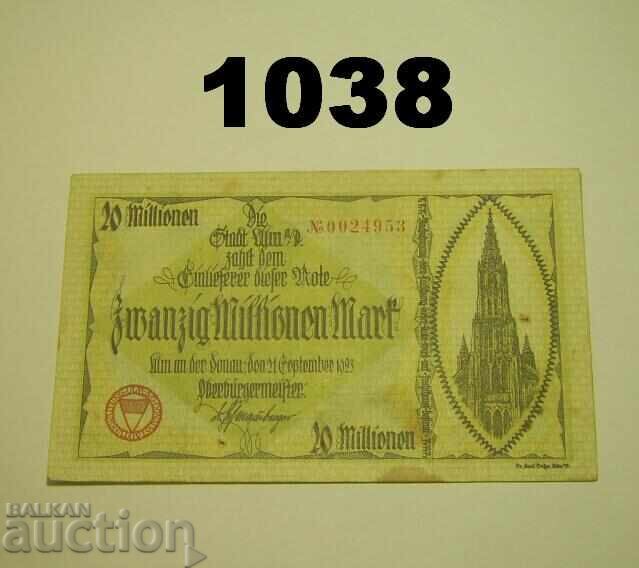 1038
20 Millionen
Die
№ 0024953
Stadt Ulm a/D.
zahlt dem
Einlieferer dieser Note
Zwanzig Millionen Mark
Ulm an der Donau, den 21 September 1923
Oberbürgermeister:
20 Millionen
BALKAN
auction